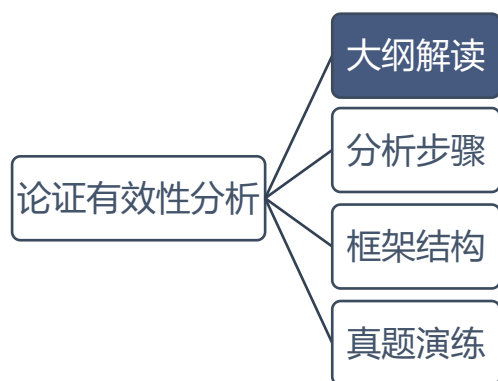 大纲解读
分析步骤
论证有效性分析
框架结构
真题演练